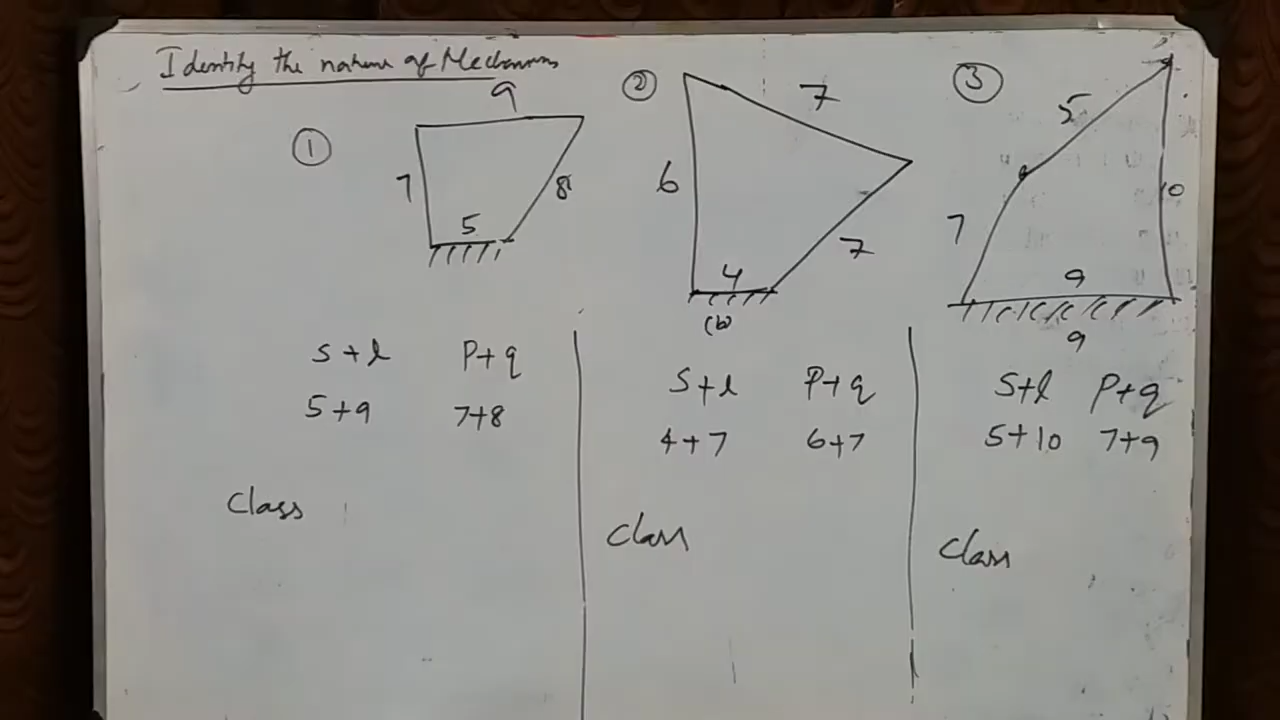 Identify the nature of Mechanisms
①
9
7
8
5
②
7
6
7
4
(b)
③
5
7
10
9
9
S + l P + q
5 + 9 7 + 8
Class
S + l P + q
4 + 7 6 + 7
Class
S + l P + q
5 + 10 7 + 9
Class